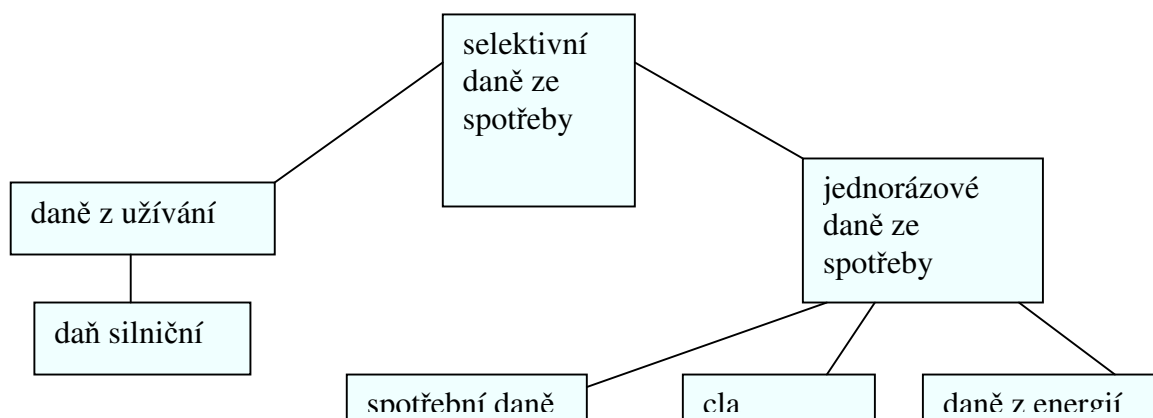 selektivní
daně ze
spotřeby
daně z užívání
jednorázové
daně ze
spotřeby
daň silniční
spotřební daně
cla
daně z energií